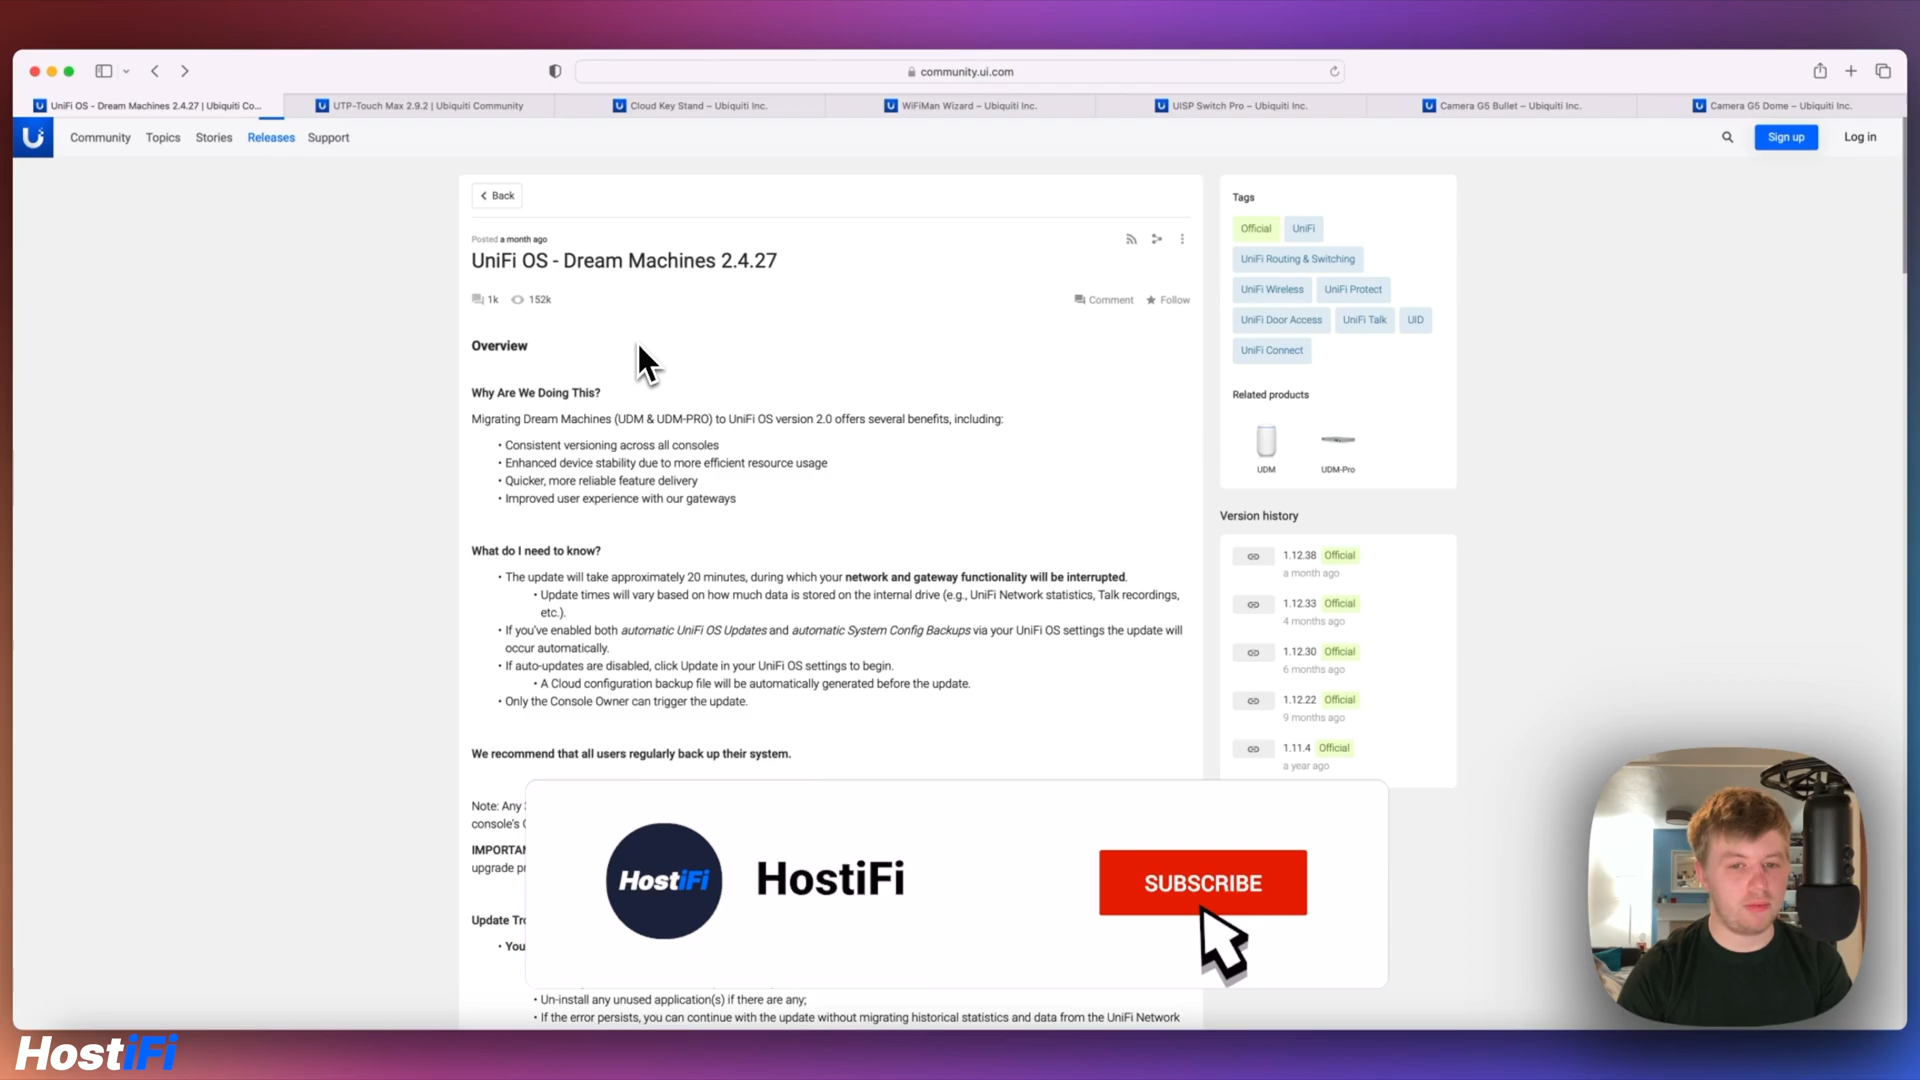 community.ui.com
UniFi OS - Dream Machines 2.4.27 | Ubiquiti Co...
UTP-Touch Max 2.9.2 | Ubiquiti Community
Cloud Key Stand – Ubiquiti Inc.
WiFiMan Wizard – Ubiquiti Inc.
UISP Switch Pro – Ubiquiti Inc.
Camera G5 Bullet – Ubiquiti Inc.
Camera G5 Dome – Ubiquiti Inc.
Community Topics Stories Releases Support
Sign up Log in
Back
Posted a month ago
UniFi OS - Dream Machines 2.4.27
1k 152k
Comment Follow
Overview
Why Are We Doing This?
Migrating Dream Machines (UDM & UDM-PRO) to UniFi OS version 2.0 offers several benefits, including:
• Consistent versioning across all consoles
• Enhanced device stability due to more efficient resource usage
• Quicker, more reliable feature delivery
• Improved user experience with our gateways
What do I need to know?
• The update will take approximately 20 minutes, during which your network and gateway functionality will be interrupted.
• Update times will vary based on how much data is stored on the internal drive (e.g., UniFi Network statistics, Talk recordings,
etc.).
• If you've enabled both automatic UniFi OS Updates and automatic System Config Backups via your UniFi OS settings the update will
occur automatically.
• If auto-updates are disabled, click Update in your UniFi OS settings to begin.
• A Cloud configuration backup file will be automatically generated before the update.
• Only the Console Owner can trigger the update.
We recommend that all users regularly back up their system.
Note: Any
console's
IMPORTAN
upgrade pr
Update Tro
• You
• Un-install any unused application(s) if there are any;
• If the error persists, you can continue with the update without migrating historical statistics and data from the UniFi Network
Tags
Official UniFi
UniFi Routing & Switching
UniFi Wireless UniFi Protect
UniFi Door Access UniFi Talk UID
UniFi Connect
Related products
UDM UDM-Pro
Version history
1.12.38 Official
a month ago
1.12.33 Official
4 months ago
1.12.30 Official
6 months ago
1.12.22 Official
9 months ago
1.11.4 Official
a year ago
HostiFi
HostiFi
SUBSCRIBE
HostiFi